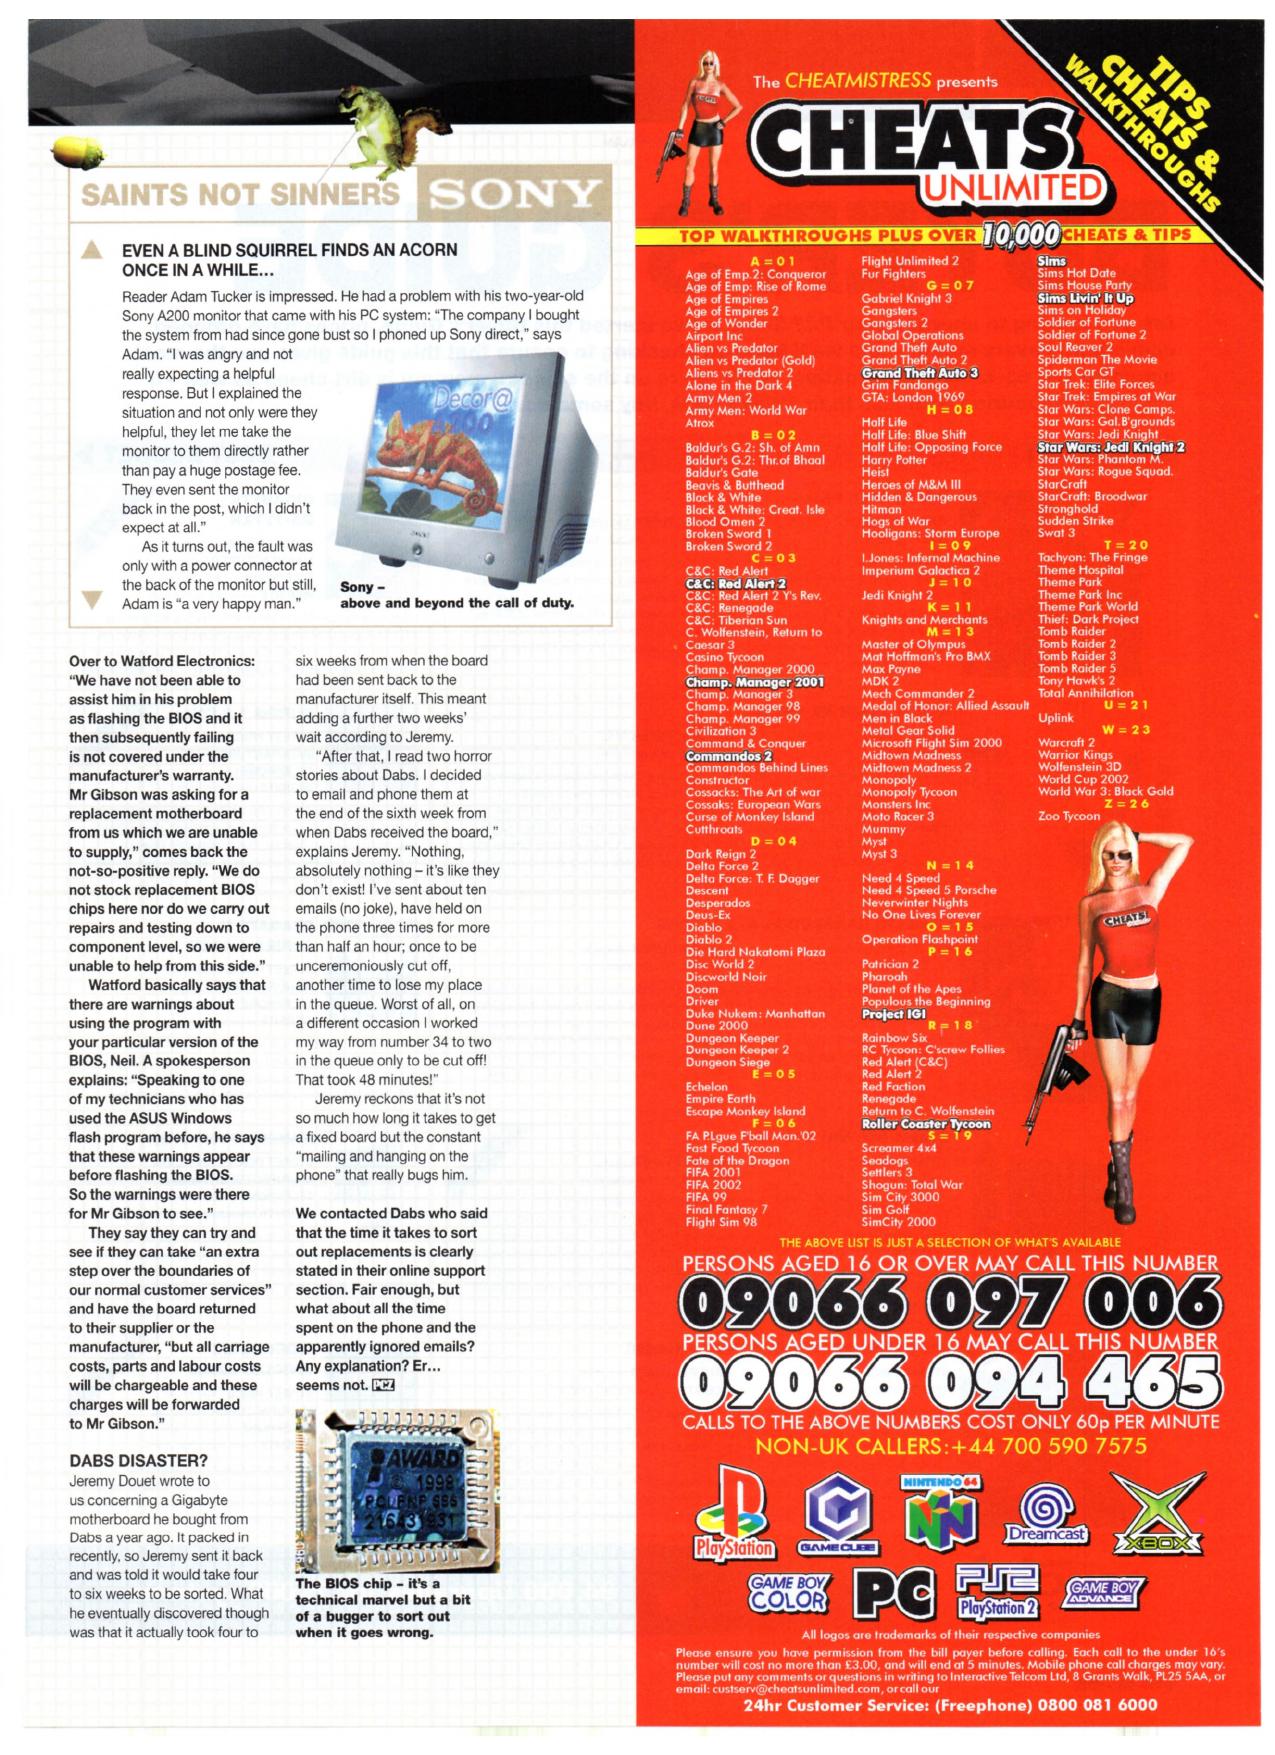 SAINTS NOT SINNERS SONY
EVEN A BLIND SQUIRREL FINDS AN ACORN
ONCE IN A WHILE...
Reader Adam Tucker is impressed. He had a problem with his two-year-old
Sony A200 monitor that came with his PC system: “The company I bought
the system from had since gone bust so I phoned up Sony direct,” says
Adam. “I was angry and not
really expecting a helpful
response. But I explained the
situation and not only were they
helpful, they let me take the
monitor to them directly rather
than pay a huge postage fee.
They even sent the monitor
back in the post, which I didn’t
expect at all.”
As it turns out, the fault was
only with a power connector at
the back of the monitor but still,
Adam is “a very happy man.”
Sony –
above and beyond the call of duty.
Over to Watford Electronics:
“We have not been able to
assist him in his problem
as flashing the BIOS and it
then subsequently failing
is not covered under the
manufacturer’s warranty.
Mr Gibson was asking for a
replacement motherboard
from us which we are unable
to supply,” comes back the
not-so-positive reply. “We do
not stock replacement BIOS
chips here nor do we carry out
repairs and testing down to
component level, so we were
unable to help from this side.”
Watford basically says that
there are warnings about
using the program with
your particular version of the
BIOS, Neil. A spokesperson
explains: “Speaking to one
of my technicians who has
used the ASUS Windows
flash program before, he says
that these warnings appear
before flashing the BIOS.
So the warnings were there
for Mr Gibson to see.”
They say they can try and
see if they can take “an extra
step over the boundaries of
our normal customer services”
and have the board returned
to their supplier or the
manufacturer, “but all carriage
costs, parts and labour costs
will be chargeable and these
charges will be forwarded
to Mr Gibson.”
DABS DISASTER?
Jeremy Douet wrote to
us concerning a Gigabyte
motherboard he bought from
Dabs a year ago. It packed in
recently, so Jeremy sent it back
and was told it would take four
to six weeks to be sorted. What
he eventually discovered though
was that it actually took four to
six weeks from when the board
had been sent back to the
manufacturer itself. This meant
adding a further two weeks’
wait according to Jeremy.
“After that, I read two horror
stories about Dabs. I decided
to email and phone them at
the end of the sixth week from
when Dabs received the board,”
explains Jeremy. “Nothing,
absolutely nothing – it’s like they
don’t exist! I’ve sent about ten
emails (no joke), have held on
the phone three times for more
than half an hour; once to be
unceremoniously cut off,
another time to lose my place
in the queue. Worst of all, on
a different occasion I worked
my way from number 34 to two
in the queue only to be cut off!
That took 48 minutes!”
Jeremy reckons that it’s not
so much how long it takes to get
a fixed board but the constant
“mailing and hanging on the
phone” that really bugs him.
We contacted Dabs who said
that the time it takes to sort
out replacements is clearly
stated in their online support
section. Fair enough, but
what about all the time
spent on the phone and the
apparently ignored emails?
Any explanation? Er...
seems not. PCZ
AWARD
© 1998
216431931
The BIOS chip – it’s a
technical marvel but a bit
of a bugger to sort out
when it goes wrong.
The CHEATMISTRESS presents
CHEATS
UNLIMITED
TIPS,
CHEATS &
WALKTHROUGHS
TOP WALKTHROUGHS PLUS OVER 10,000 CHEATS & TIPS
A = 0 1
Age of Emp.2: Conqueror
Age of Emp: Rise of Rome
Age of Empires
Age of Empires 2
Age of Wonder
Airport Inc
Alien vs Predator
Alien vs Predator (Gold)
Aliens vs Predator 2
Alone in the Dark 4
Army Men 2
Army Men: World War
Atrox
B = 0 2
Baldur's G.2: Sh. of Amn
Baldur's G.2: Thr.of Bhaal
Baldur's Gate
Beavis & Butthead
Black & White
Black & White: Creat. Isle
Blood Omen 2
Broken Sword 1
Broken Sword 2
C = 0 3
C&C: Red Alert
C&C: Red Alert 2
C&C: Red Alert 2 Y's Rev.
C&C: Renegade
C&C: Tiberian Sun
C. Wolfenstein, Return to
Caesar 3
Casino Tycoon
Champ. Manager 2000
Champ. Manager 2001
Champ. Manager 3
Champ. Manager 98
Champ. Manager 99
Civilization 3
Command & Conquer
Commandos 2
Commandos Behind Lines
Constructor
Cossacks: The Art of war
Cossaks: European Wars
Curse of Monkey Island
Cutthroats
D = 0 4
Dark Reign 2
Delta Force 2
Delta Force: T. F. Dagger
Descent
Desperados
Deus-Ex
Diablo
Diablo 2
Die Hard Nakatomi Plaza
Disc World 2
Discworld Noir
Doom
Driver
Duke Nukem: Manhattan
Dune 2000
Dungeon Keeper
Dungeon Keeper 2
Dungeon Siege
E = 0 5
Echelon
Empire Earth
Escape Monkey Island
F = 0 6
FA P.Lgue F'ball Man.'02
Fast Food Tycoon
Fate of the Dragon
FIFA 2001
FIFA 2002
FIFA 99
Final Fantasy 7
Flight Sim 98
Flight Unlimited 2
Fur Fighters
G = 0 7
Gabriel Knight 3
Gangsters
Gangsters 2
Global Operations
Grand Theft Auto
Grand Theft Auto 2
Grand Theft Auto 3
Grim Fandango
GTA: London 1969
H = 0 8
Half Life
Half Life: Blue Shift
Half Life: Opposing Force
Harry Potter
Heist
Heroes of M&M III
Hidden & Dangerous
Hitman
Hogs of War
Hooligans: Storm Europe
I = 0 9
I.Jones: Infernal Machine
Imperium Galactica 2
J = 1 0
Jedi Knight 2
K = 1 1
Knights and Merchants
M = 1 3
Master of Olympus
Mat Hoffman's Pro BMX
Max Payne
MDK 2
Mech Commander 2
Medal of Honor: Allied Assault
Men in Black
Metal Gear Solid
Microsoft Flight Sim 2000
Midtown Madness
Midtown Madness 2
Monopoly
Monopoly Tycoon
Monsters Inc
Moto Racer 3
Mummy
Myst
Myst 3
N = 1 4
Need 4 Speed
Need 4 Speed 5 Porsche
Neverwinter Nights
No One Lives Forever
O = 1 5
Operation Flashpoint
P = 1 6
Patrician 2
Pharoah
Planet of the Apes
Populous the Beginning
Project IGI
R = 1 8
Rainbow Six
RC Tycoon: C'screw Follies
Red Alert (C&C)
Red Alert 2
Red Faction
Renegade
Return to C. Wolfenstein
Roller Coaster Tycoon
S = 1 9
Screamer 4x4
Seadogs
Settlers 3
Shogun: Total War
Sim City 3000
Sim Golf
SimCity 2000
Sims
Sims Hot Date
Sims House Party
Sims Livin' It Up
Sims on Holiday
Soldier of Fortune
Soldier of Fortune 2
Soul Reaver 2
Spiderman The Movie
Sports Car GT
Star Trek: Elite Forces
Star Trek: Empires at War
Star Wars: Clone Camps.
Star Wars: Gal.B'grounds
Star Wars: Jedi Knight
Star Wars: Jedi Knight 2
Star Wars: Phantom M.
Star Wars: Rogue Squad.
StarCraft
StarCraft: Broodwar
Stronghold
Sudden Strike
Swat 3
T = 2 0
Tachyon: The Fringe
Theme Hospital
Theme Park
Theme Park Inc
Theme Park World
Thief: Dark Project
Tomb Raider
Tomb Raider 2
Tomb Raider 3
Tomb Raider 5
Tony Hawk's 2
Total Annihilation
U = 2 1
Uplink
W = 2 3
Warcraft 2
Warrior Kings
Wolfenstein 3D
World Cup 2002
World War 3: Black Gold
Z = 2 6
Zoo Tycoon
CHEATS!
THE ABOVE LIST IS JUST A SELECTION OF WHAT'S AVAILABLE
PERSONS AGED 16 OR OVER MAY CALL THIS NUMBER
09066 097 006
PERSONS AGED UNDER 16 MAY CALL THIS NUMBER
09066 094 465
CALLS TO THE ABOVE NUMBERS COST ONLY 60p PER MINUTE
NON-UK CALLERS:+44 700 590 7575
PlayStation
GAMECUBE
NINTENDO 64
Dreamcast
XBOX
GAME BOY
COLOR
PC
PS2
PlayStation 2
GAME BOY
ADVANCE
All logos are trademarks of their respective companies
Please ensure you have permission from the bill payer before calling. Each call to the under 16's
number will cost no more than £3.00, and will end at 5 minutes. Mobile phone call charges may vary.
Please put any comments or questions in writing to Interactive Telcom Ltd, 8 Grants Walk, PL25 5AA, or
email: custserv@cheatsunlimited.com, or call our
24hr Customer Service: (Freephone) 0800 081 6000